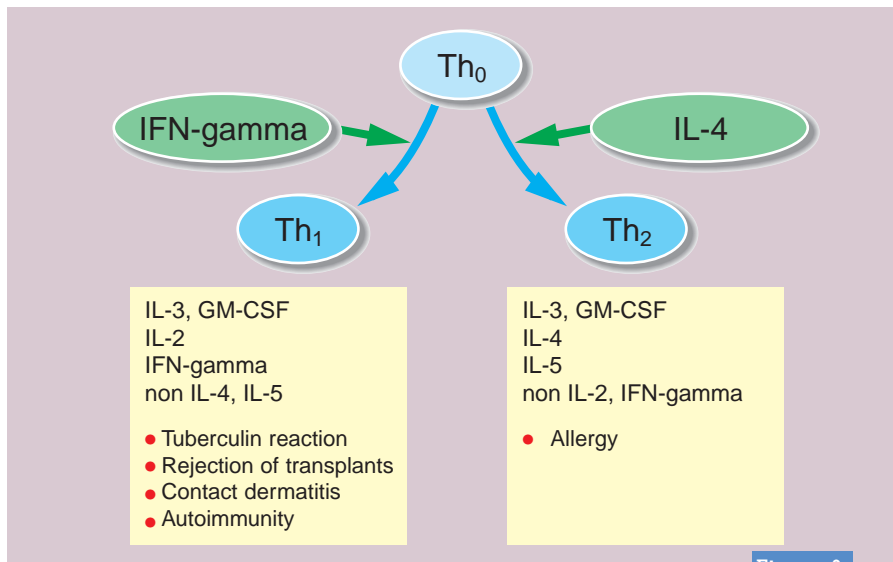 Th₀
IFN-gamma
IL-4
Th₁
Th₂
IL-3, GM-CSF
IL-2
IFN-gamma
non IL-4, IL-5
• Tuberculin reaction
• Rejection of transplants
• Contact dermatitis
• Autoimmunity
IL-3, GM-CSF
IL-4
IL-5
non IL-2, IFN-gamma
• Allergy